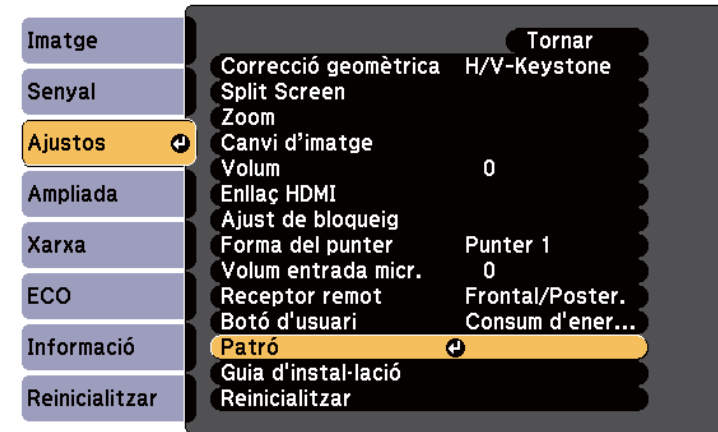 Imatge
Senyal
Ajustos
Ampliada
Xarxa
ECO
Informació
Reinicialitzar
Tornar
Correcció geomètrica H/V-Keystone
Split Screen
Zoom
Canvi d'imatge
Volum 0
Enllaç HDMI
Ajust de bloqueig
Forma del punter Punter 1
Volum entrada micr. 0
Receptor remot Frontal/Poster.
Botó d'usuari Consum d'ener...
Patró
Guia d'instal·lació
Reinicialitzar